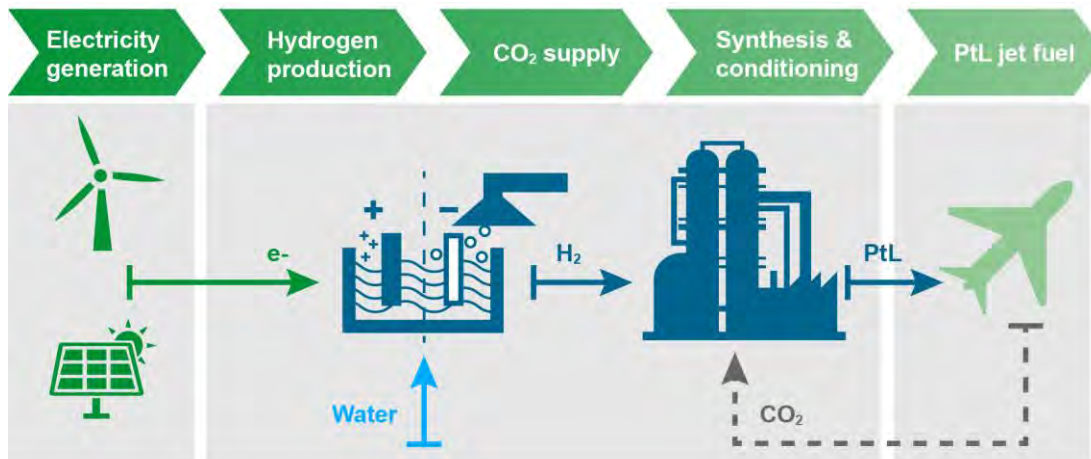 Electricity
generation
Hydrogen
production
CO₂ supply
Synthesis &
conditioning
PtL jet fuel
+
-
e-
H₂
PtL
Water
CO₂